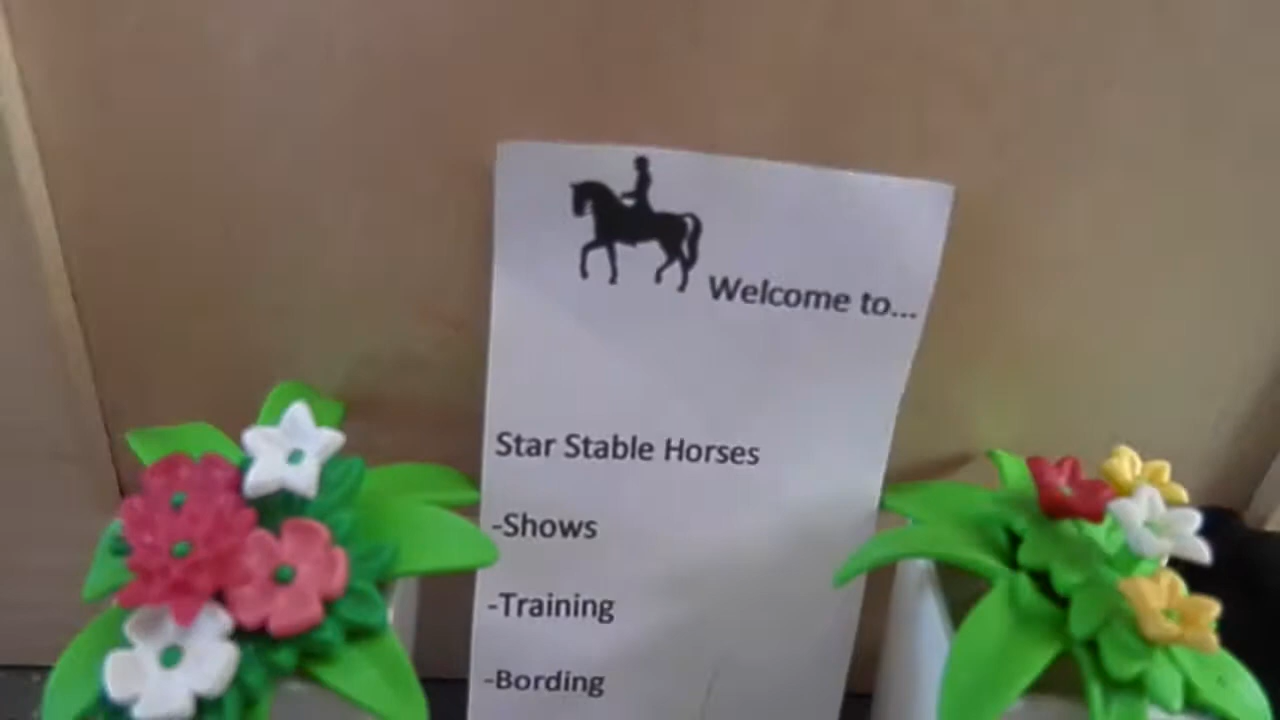 Welcome to...
Star Stable Horses
-Shows
-Training
-Bording